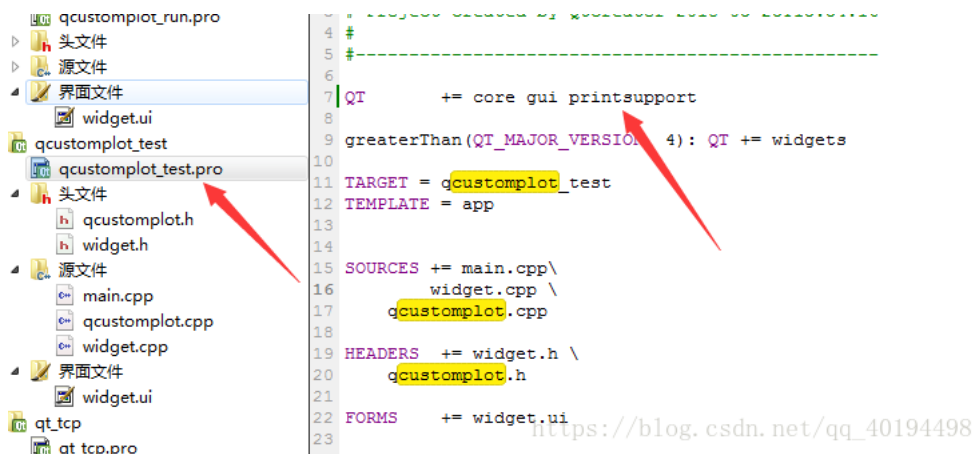 qcustomplot_run.pro
头文件
源文件
界面文件
widget.ui
qcustomplot_test
qcustomplot_test.pro
头文件
qcustomplot.h
widget.h
源文件
main.cpp
qcustomplot.cpp
widget.cpp
界面文件
widget.ui
qt_tcp
qt_tcp.pro
4 #
5 #-------------------------------------------------
6
7 QT += core gui printsupport
8
9 greaterThan(QT_MAJOR_VERSION, 4): QT += widgets
10
11 TARGET = qcustomplot_test
12 TEMPLATE = app
13
14
15 SOURCES += main.cpp\
16 widget.cpp \
17 qcustomplot.cpp
18
19 HEADERS += widget.h \
20 qcustomplot.h
21
22 FORMS += widget.ui
23
https://blog.csdn.net/qq_40194498